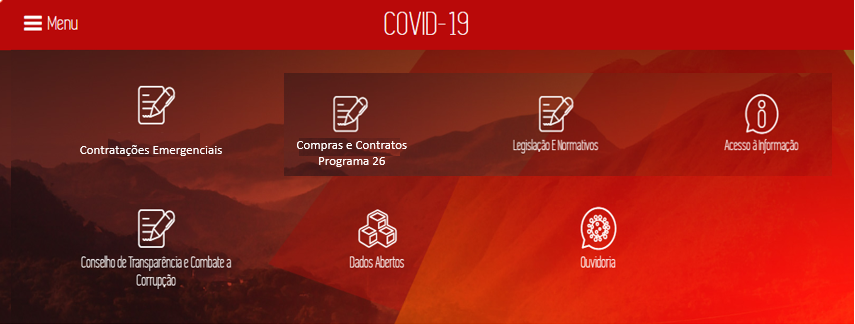 Menu
COVID-19
Contratações Emergenciais
Compras e Contratos
Programa 26
Legislação E Normativos
Acesso à Informação
Conselho de Transparência e Combate a
Corrupção
Dados Abertos
Ouvidoria